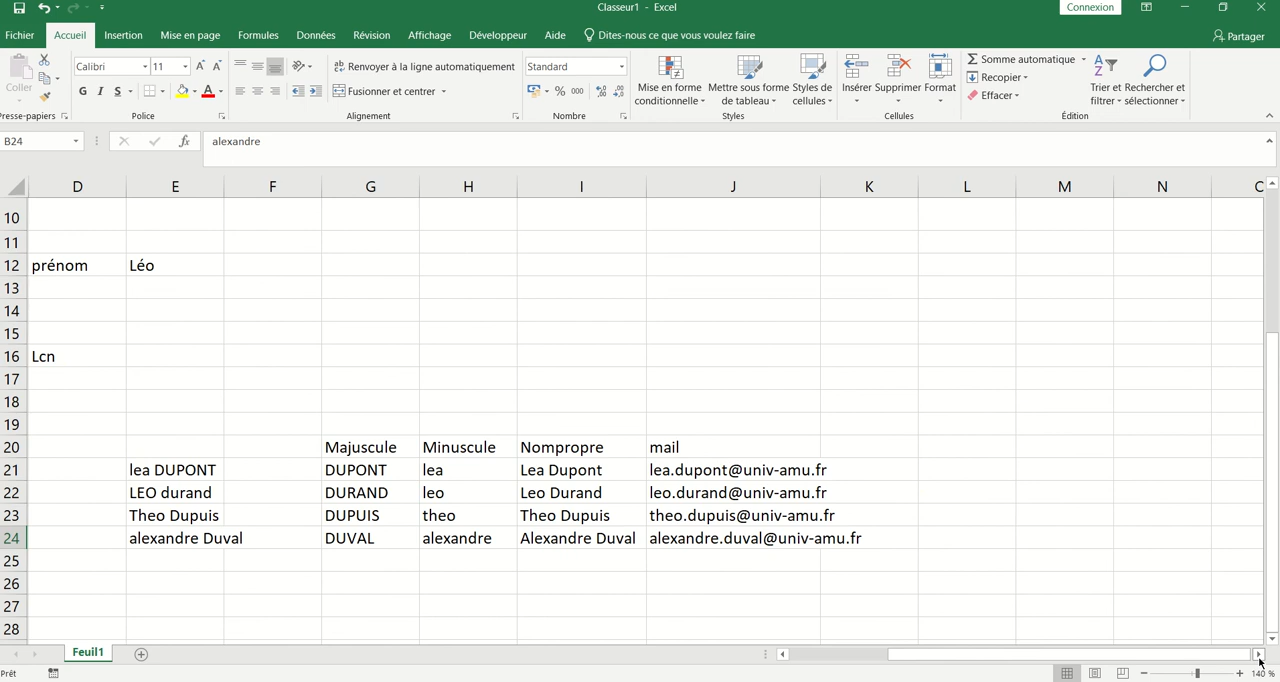 Classeur1 - Excel
Connexion
Fichier Accueil Insertion Mise en page Formules Données Révision Affichage Développeur Aide Dites-nous ce que vous voulez faire Partager
Coller
Calibri 11
G I S
Renvoyer à la ligne automatiquement
Fusionner et centrer
Standard
% 000
Mise en forme conditionnelle
Mettre sous forme de tableau
Styles de cellules
Insérer Supprimer Format
Somme automatique
Recopier
Effacer
Trier et filtrer
Rechercher et sélectionner
Presse-papiers Police Alignement Nombre Styles Cellules Édition
B24 fx alexandre
D E F G H I J K L M N
10
11
12 prénom Léo
13
14
15
16 Lcn
17
18
19
20 Majuscule Minuscule Nompropre mail
21 lea DUPONT DUPONT lea Lea Dupont lea.dupont@univ-amu.fr
22 LEO durand DURAND leo Leo Durand leo.durand@univ-amu.fr
23 Theo Dupuis DUPUIS theo Theo Dupuis theo.dupuis@univ-amu.fr
24 alexandre Duval DUVAL alexandre Alexandre Duval alexandre.duval@univ-amu.fr
25
26
27
28
Feuil1
Prêt
140 %